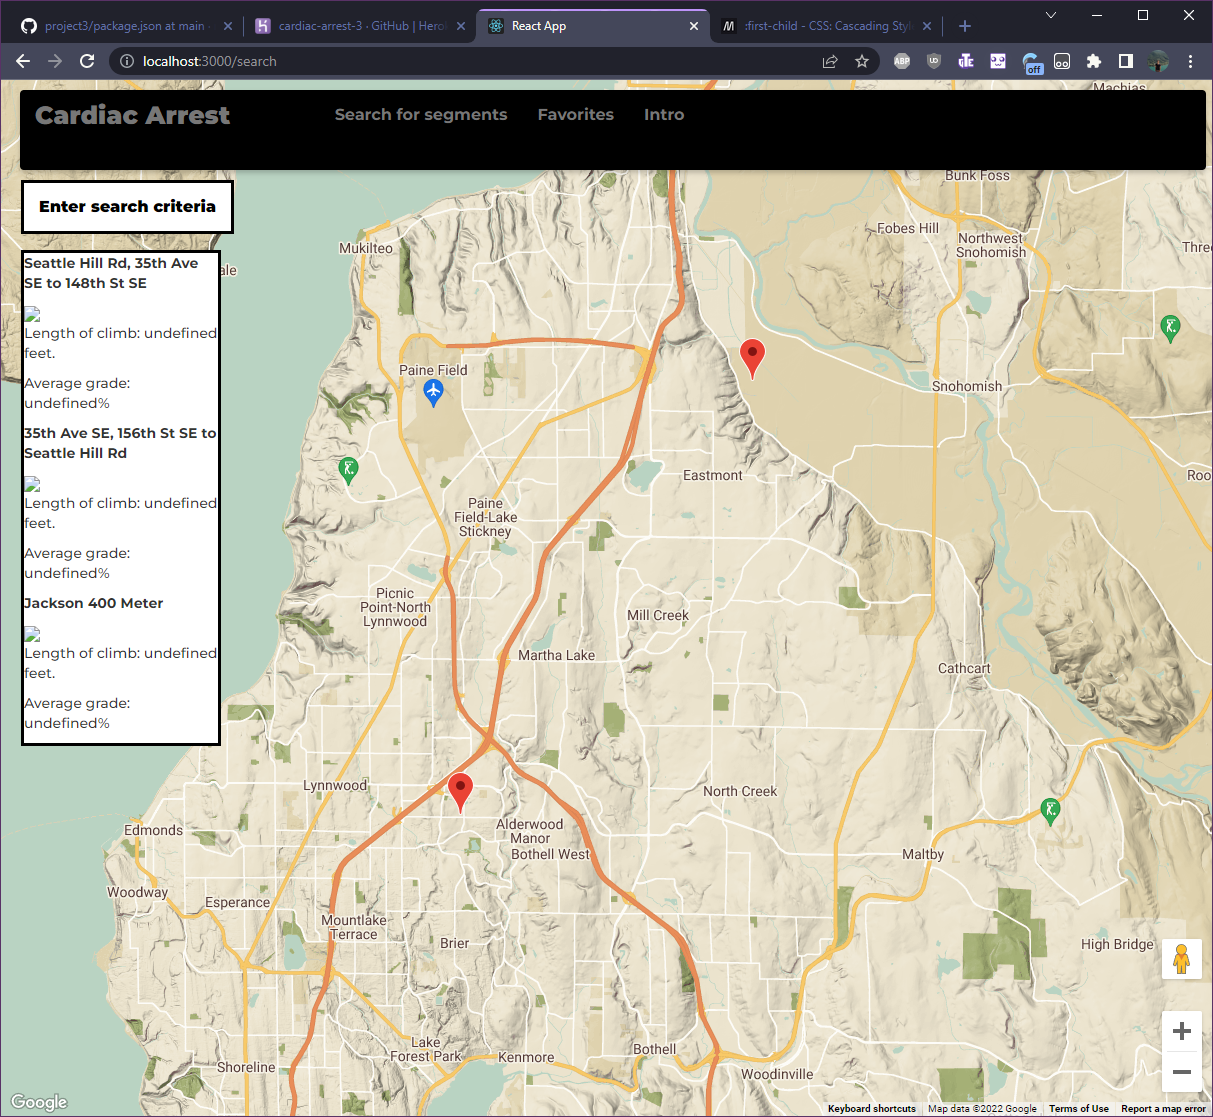 project3/package.json at main
cardiac-arrest-3 · GitHub | Hero
React App
:first-child - CSS: Cascading Style
localhost:3000/search
ABP
UD
off
Machias
Cardiac Arrest
Search for segments
Favorites
Intro
Bunk Foss
Enter search criteria
Mukilteo
Fobes Hill
Northwest
Snohomish
Three
ale
Seattle Hill Rd, 35th Ave
SE to 148th St SE
Length of climb: undefined
feet.
Average grade:
undefined%
35th Ave SE, 156th St SE to
Seattle Hill Rd
Length of climb: undefined
feet.
Average grade:
undefined%
Jackson 400 Meter
Length of climb: undefined
feet.
Average grade:
undefined%
Paine Field
Snohomish
Eastmont
Roo
Paine
Field-Lake
Stickney
Picnic
Point-North
Lynnwood
Mill Creek
Martha Lake
Cathcart
Lynnwood
North Creek
Edmonds
Alderwood
Manor
Bothell West
Maltby
Woodway
Esperance
Mountlake
Terrace
Brier
High Bridge
Lake
Forest Park
Kenmore
Bothell
Shoreline
Woodinville
Google
Keyboard shortcuts
Map data ©2022 Google
Terms of Use
Report a map error